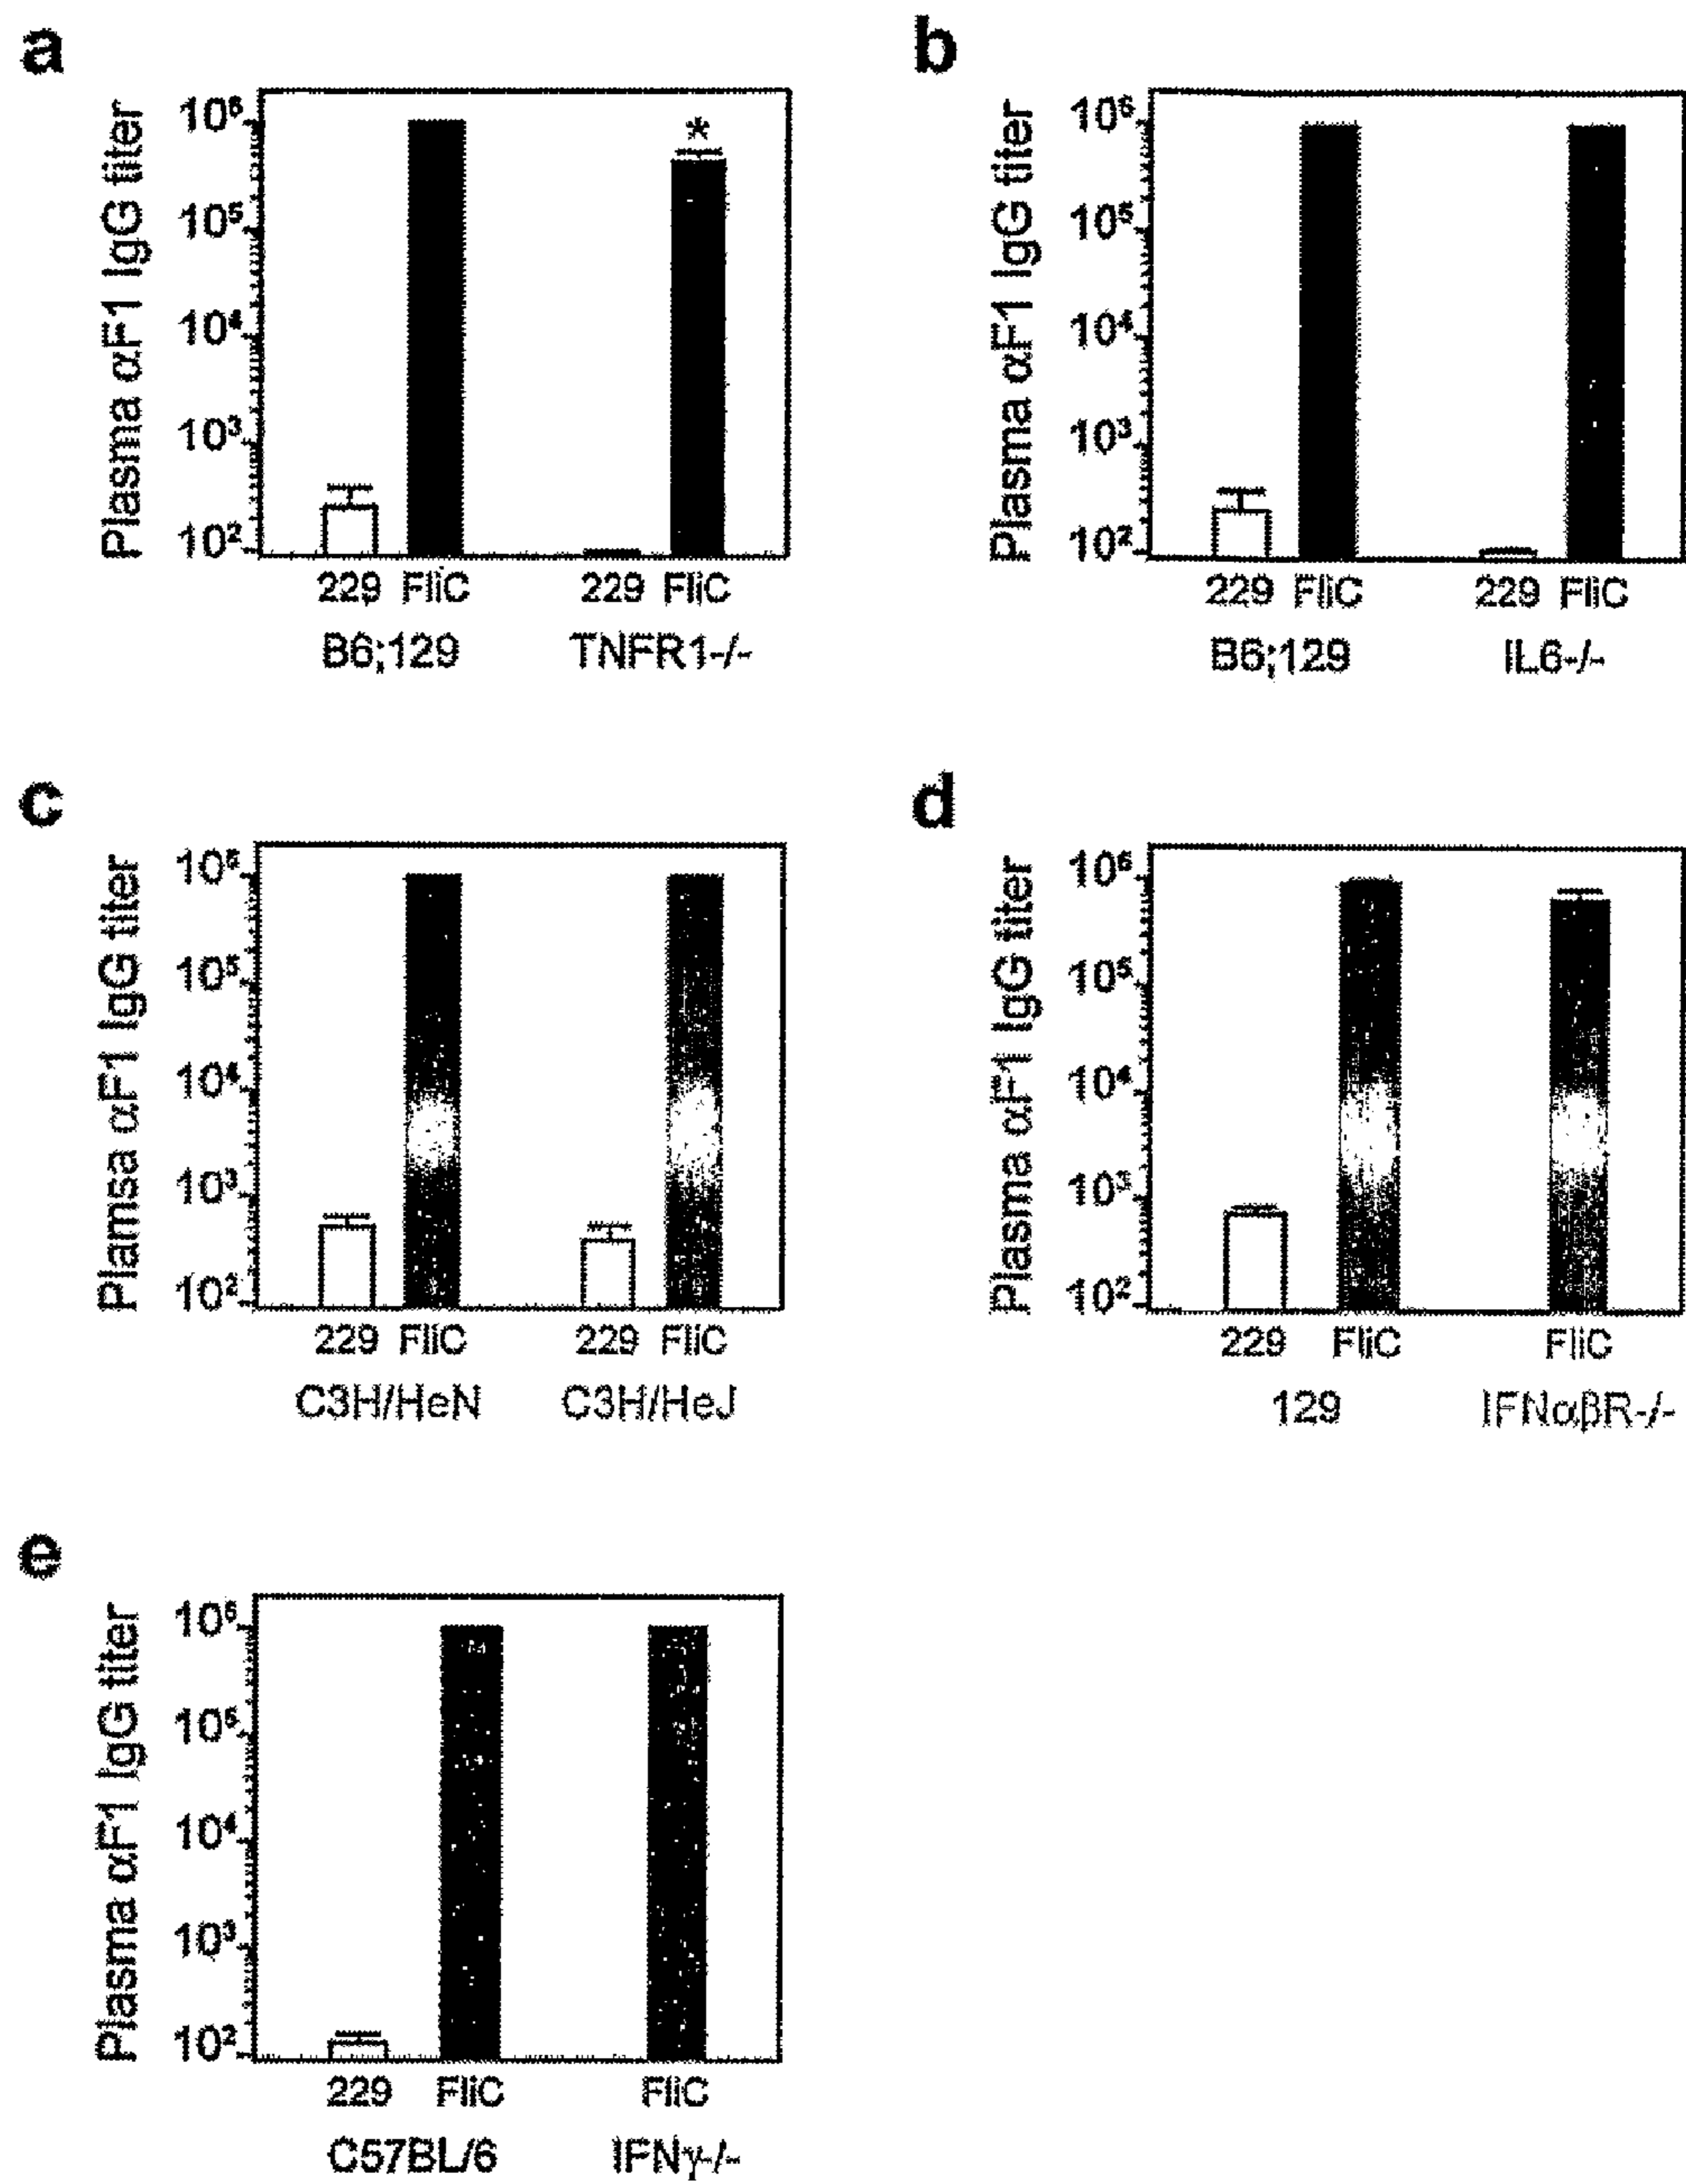 a
Plasma αF1 IgG titer
10⁶
10⁵
10⁴
10³
10²
*
229 FliC 229 FliC
B6;129 TNFR1-/-
b
Plasma αF1 IgG titer
10⁶
10⁵
10⁴
10³
10²
229 FliC 229 FliC
B6;129 IL6-/-
c
Plamsa αF1 IgG titer
10⁶
10⁵
10⁴
10³
10²
229 FliC 229 FliC
C3H/HeN C3H/HeJ
d
Plasma αF1 IgG titer
10⁶
10⁵
10⁴
10³
10²
229 FliC FliC
129 IFNαβR-/-
e
Plasma αF1 IgG titer
10⁶
10⁵
10⁴
10³
10²
229 FliC FliC
C57BL/6 IFNγ-/-